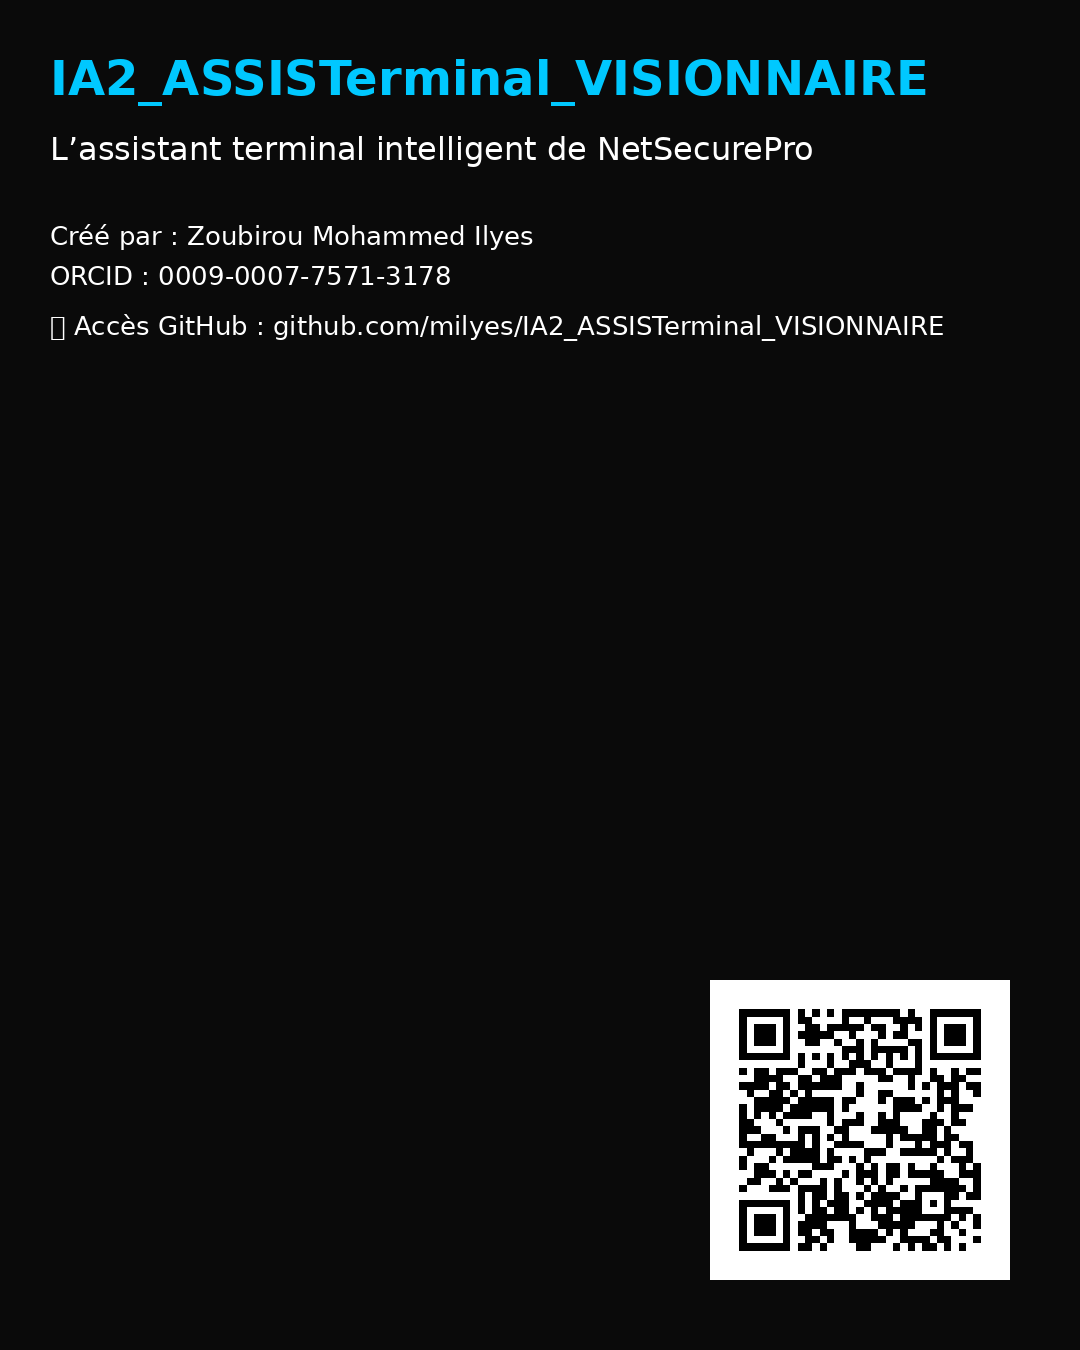 IA2_ASSISTerminal_VISIONNAIRE
L’assistant terminal intelligent de NetSecurePro
Créé par : Zoubirou Mohammed Ilyes
ORCID : 0009-0007-7571-3178
Accès GitHub : github.com/milyes/IA2_ASSISTerminal_VISIONNAIRE